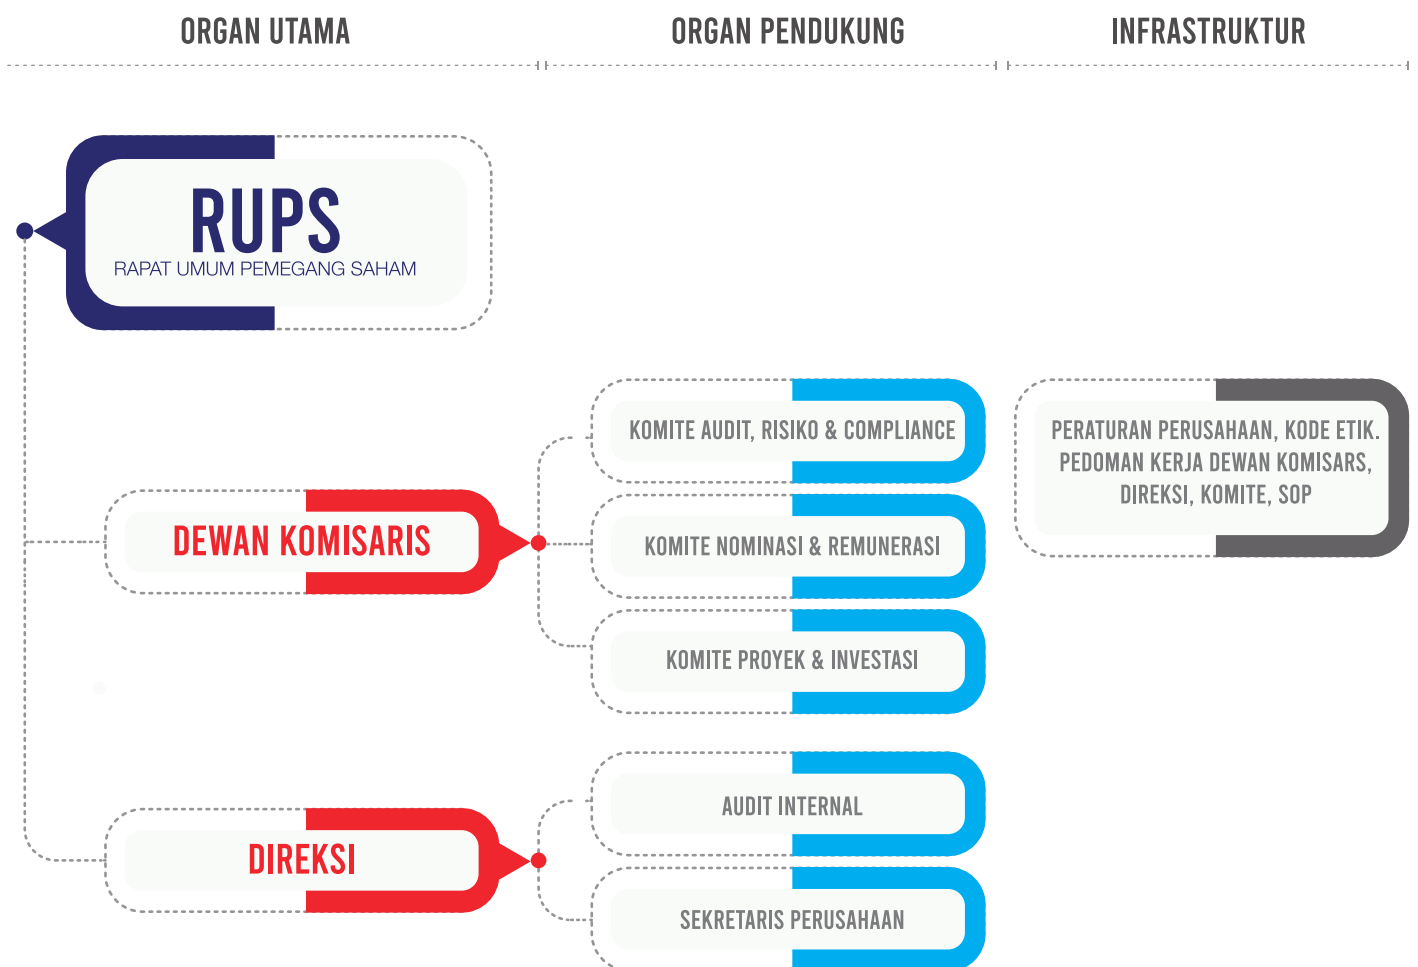 ORGAN UTAMA
ORGAN PENDUKUNG
INFRASTRUKTUR
RUPS
RAPAT UMUM PEMEGANG SAHAM
DEWAN KOMISARIS
KOMITE AUDIT, RISIKO & COMPLIANCE
KOMITE NOMINASI & REMUNERASI
KOMITE PROYEK & INVESTASI
PERATURAN PERUSAHAAN, KODE ETIK.
PEDOMAN KERJA DEWAN KOMISARS,
DIREKSI, KOMITE, SOP
DIREKSI
AUDIT INTERNAL
SEKRETARIS PERUSAHAAN